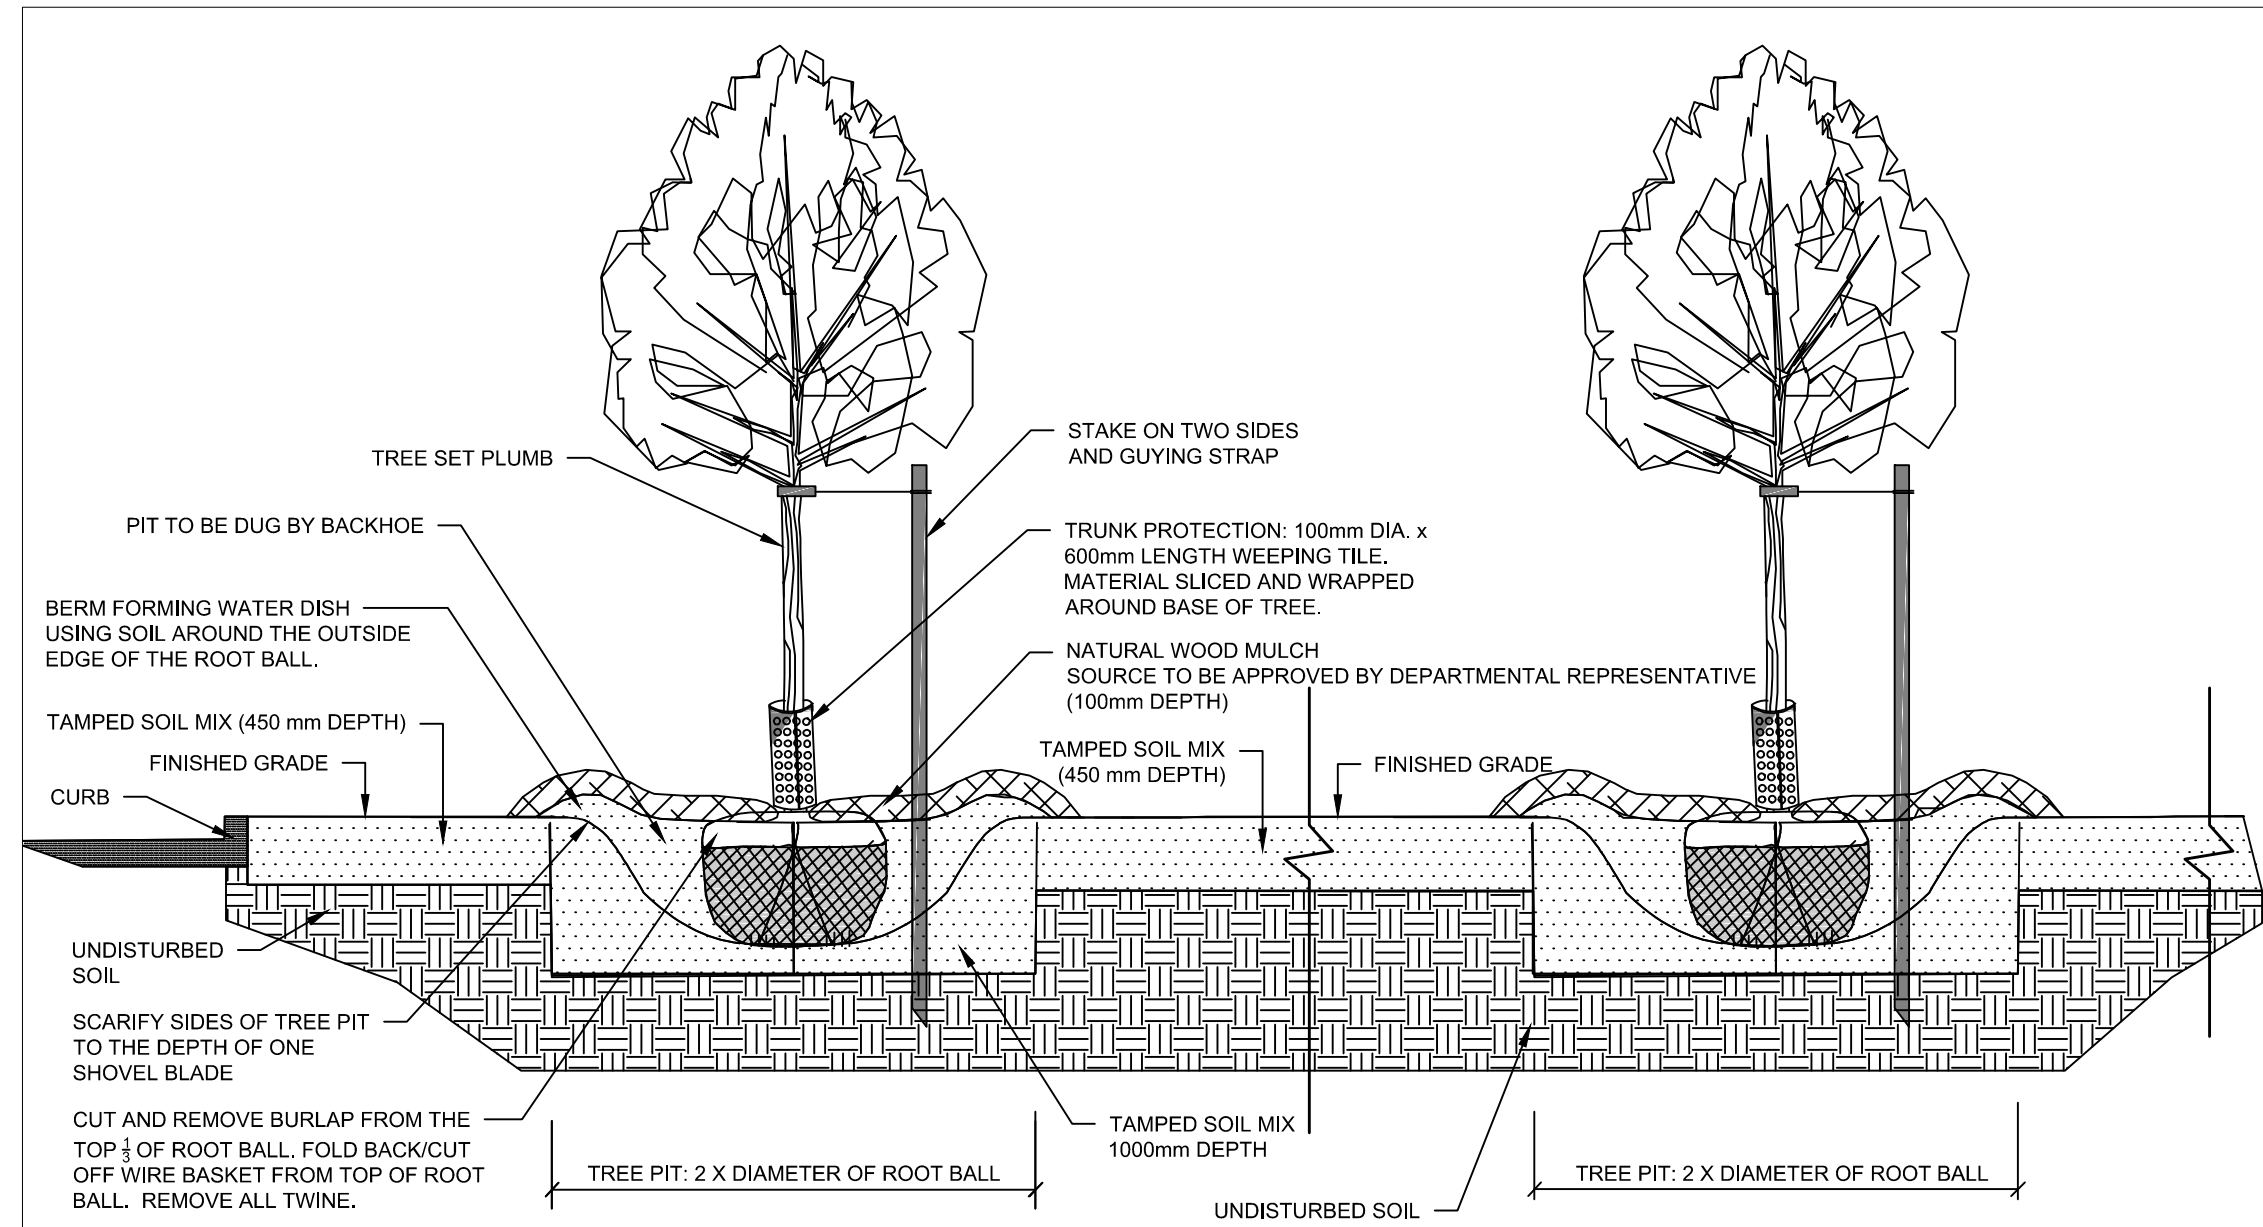 TREE SET PLUMB
PIT TO BE DUG BY BACKHOE
BERM FORMING WATER DISH
USING SOIL AROUND THE OUTSIDE
EDGE OF THE ROOT BALL.
TAMPED SOIL MIX (450 mm DEPTH)
FINISHED GRADE
CURB
UNDISTURBED
SOIL
SCARIFY SIDES OF TREE PIT
TO THE DEPTH OF ONE
SHOVEL BLADE
CUT AND REMOVE BURLAP FROM THE
TOP 1/3 OF ROOT BALL. FOLD BACK/CUT
OFF WIRE BASKET FROM TOP OF ROOT
BALL. REMOVE ALL TWINE.
STAKE ON TWO SIDES
AND GUYING STRAP
TRUNK PROTECTION: 100mm DIA. x
600mm LENGTH WEEPING TILE.
MATERIAL SLICED AND WRAPPED
AROUND BASE OF TREE.
NATURAL WOOD MULCH
SOURCE TO BE APPROVED BY DEPARTMENTAL REPRESENTATIVE
(100mm DEPTH)
TAMPED SOIL MIX
(450 mm DEPTH)
FINISHED GRADE
TAMPED SOIL MIX
1000mm DEPTH
TREE PIT: 2 X DIAMETER OF ROOT BALL
UNDISTURBED SOIL
TREE PIT: 2 X DIAMETER OF ROOT BALL